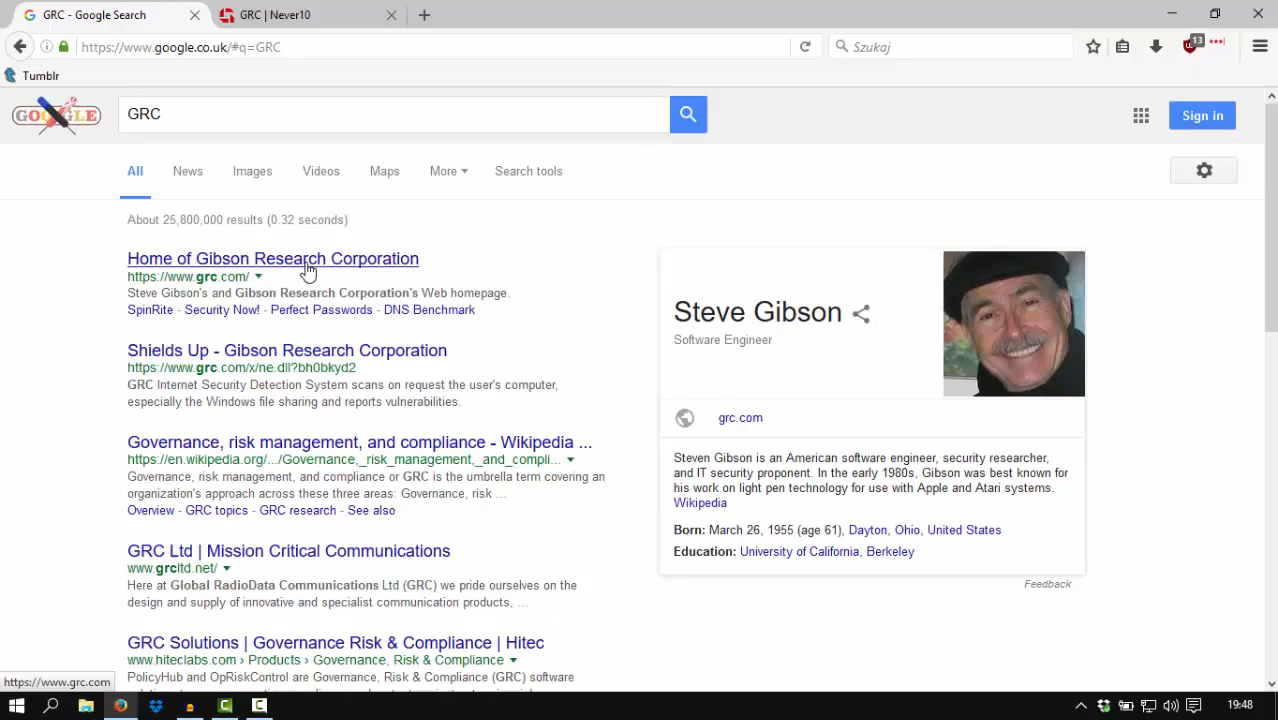 GRC - Google Search
GRC | Never10
https://www.google.co.uk/#q=GRC
Szukaj
13
Tumblr
GOOGLE
GRC
Sign in
All
News
Images
Videos
Maps
More
Search tools
About 25,800,000 results (0.32 seconds)
Home of Gibson Research Corporation
https://www.grc.com/
Steve Gibson's and Gibson Research Corporation's Web homepage.
SpinRite - Security Now! - Perfect Passwords - DNS Benchmark
Shields Up - Gibson Research Corporation
https://www.grc.com/x/ne.dll?bh0bkyd2
GRC Internet Security Detection System scans on request the user's computer,
especially the Windows file sharing and reports vulnerabilities.
Governance, risk management, and compliance - Wikipedia ...
https://en.wikipedia.org/.../Governance,_risk_management,_and_compli...
Governance, risk management, and compliance or GRC is the umbrella term covering an
organization's approach across these three areas: Governance, risk ...
Overview - GRC topics - GRC research - See also
GRC Ltd | Mission Critical Communications
www.grcltd.net/
Here at Global RadioData Communications Ltd (GRC) we pride ourselves on the
design and supply of innovative and specialist communication products, ...
GRC Solutions | Governance Risk & Compliance | Hitec
www.hiteclabs.com › Products › Governance, Risk & Compliance
PolicyHub and OpRiskControl are Governance, Risk & Compliance (GRC) software
Steve Gibson
Software Engineer
grc.com
Steven Gibson is an American software engineer, security researcher,
and IT security proponent. In the early 1980s, Gibson was best known for
his work on light pen technology for use with Apple and Atari systems.
Wikipedia
Born: March 26, 1955 (age 61), Dayton, Ohio, United States
Education: University of California, Berkeley
Feedback
https://www.grc.com
19:48